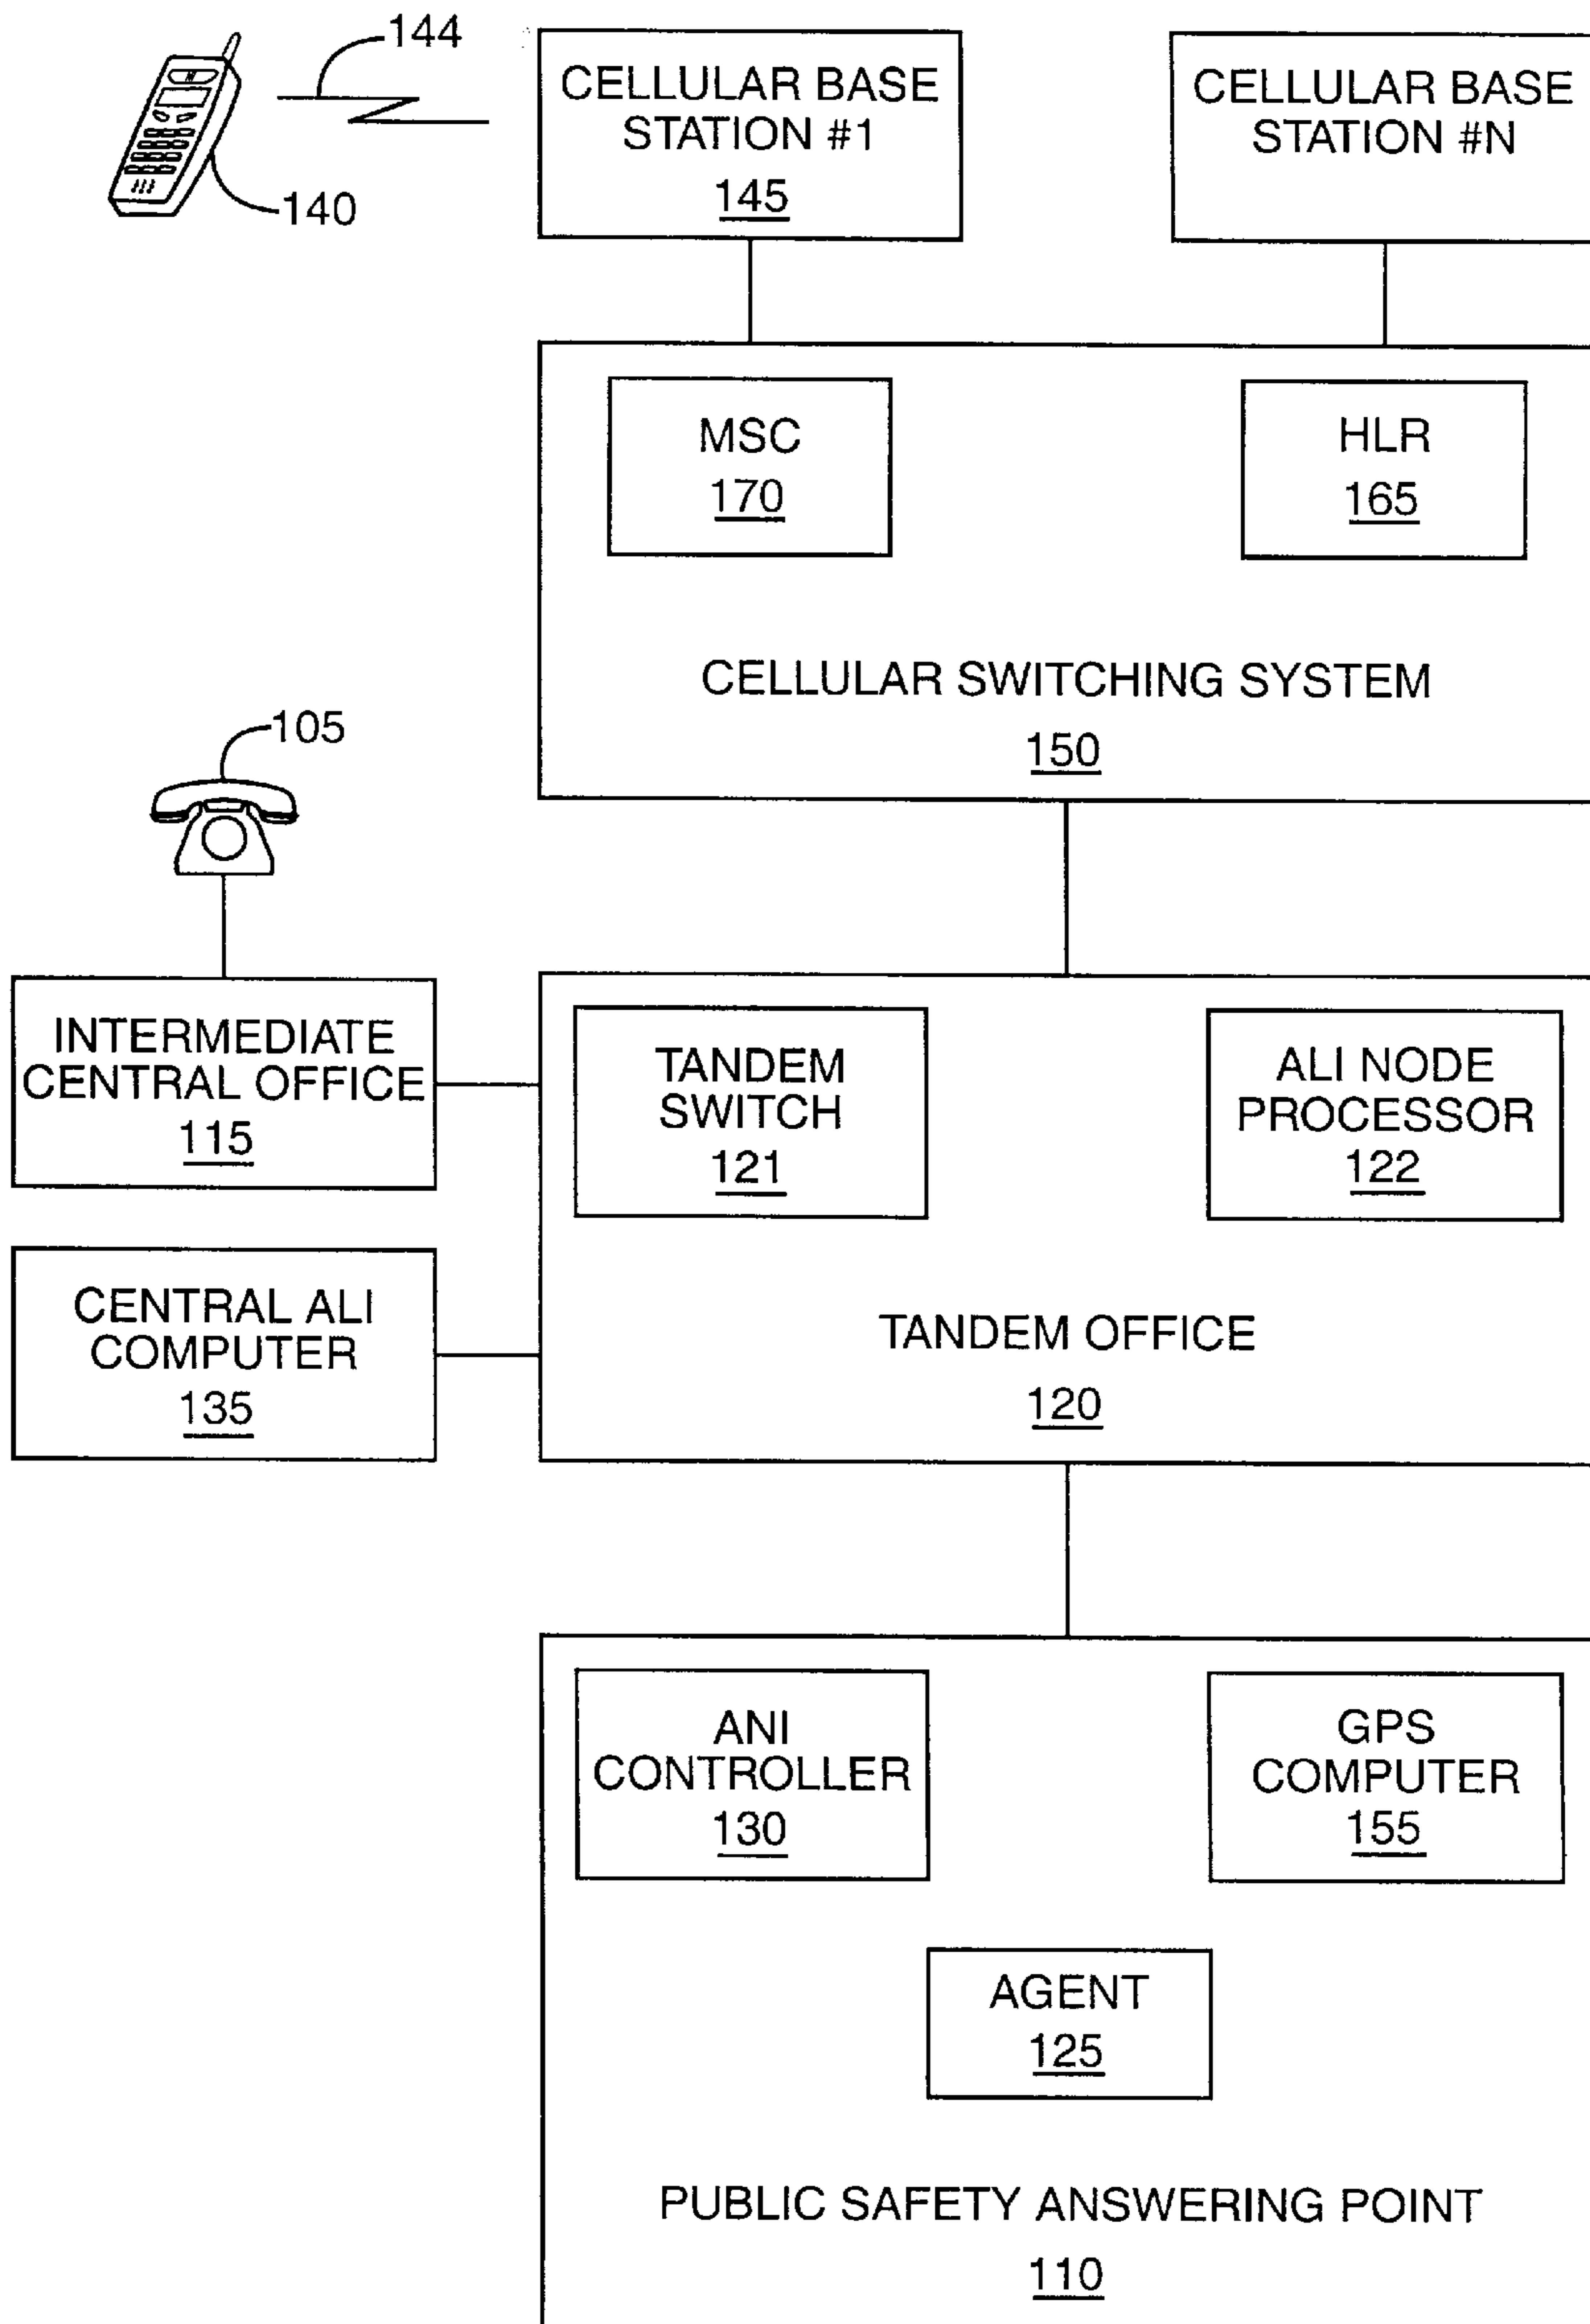 144
140
CELLULAR BASE
STATION #1
145
CELLULAR BASE
STATION #N
MSC
170
HLR
165
CELLULAR SWITCHING SYSTEM
150
105
INTERMEDIATE
CENTRAL OFFICE
115
CENTRAL ALI
COMPUTER
135
TANDEM
SWITCH
121
ALI NODE
PROCESSOR
122
TANDEM OFFICE
120
ANI
CONTROLLER
130
GPS
COMPUTER
155
AGENT
125
PUBLIC SAFETY ANSWERING POINT
110